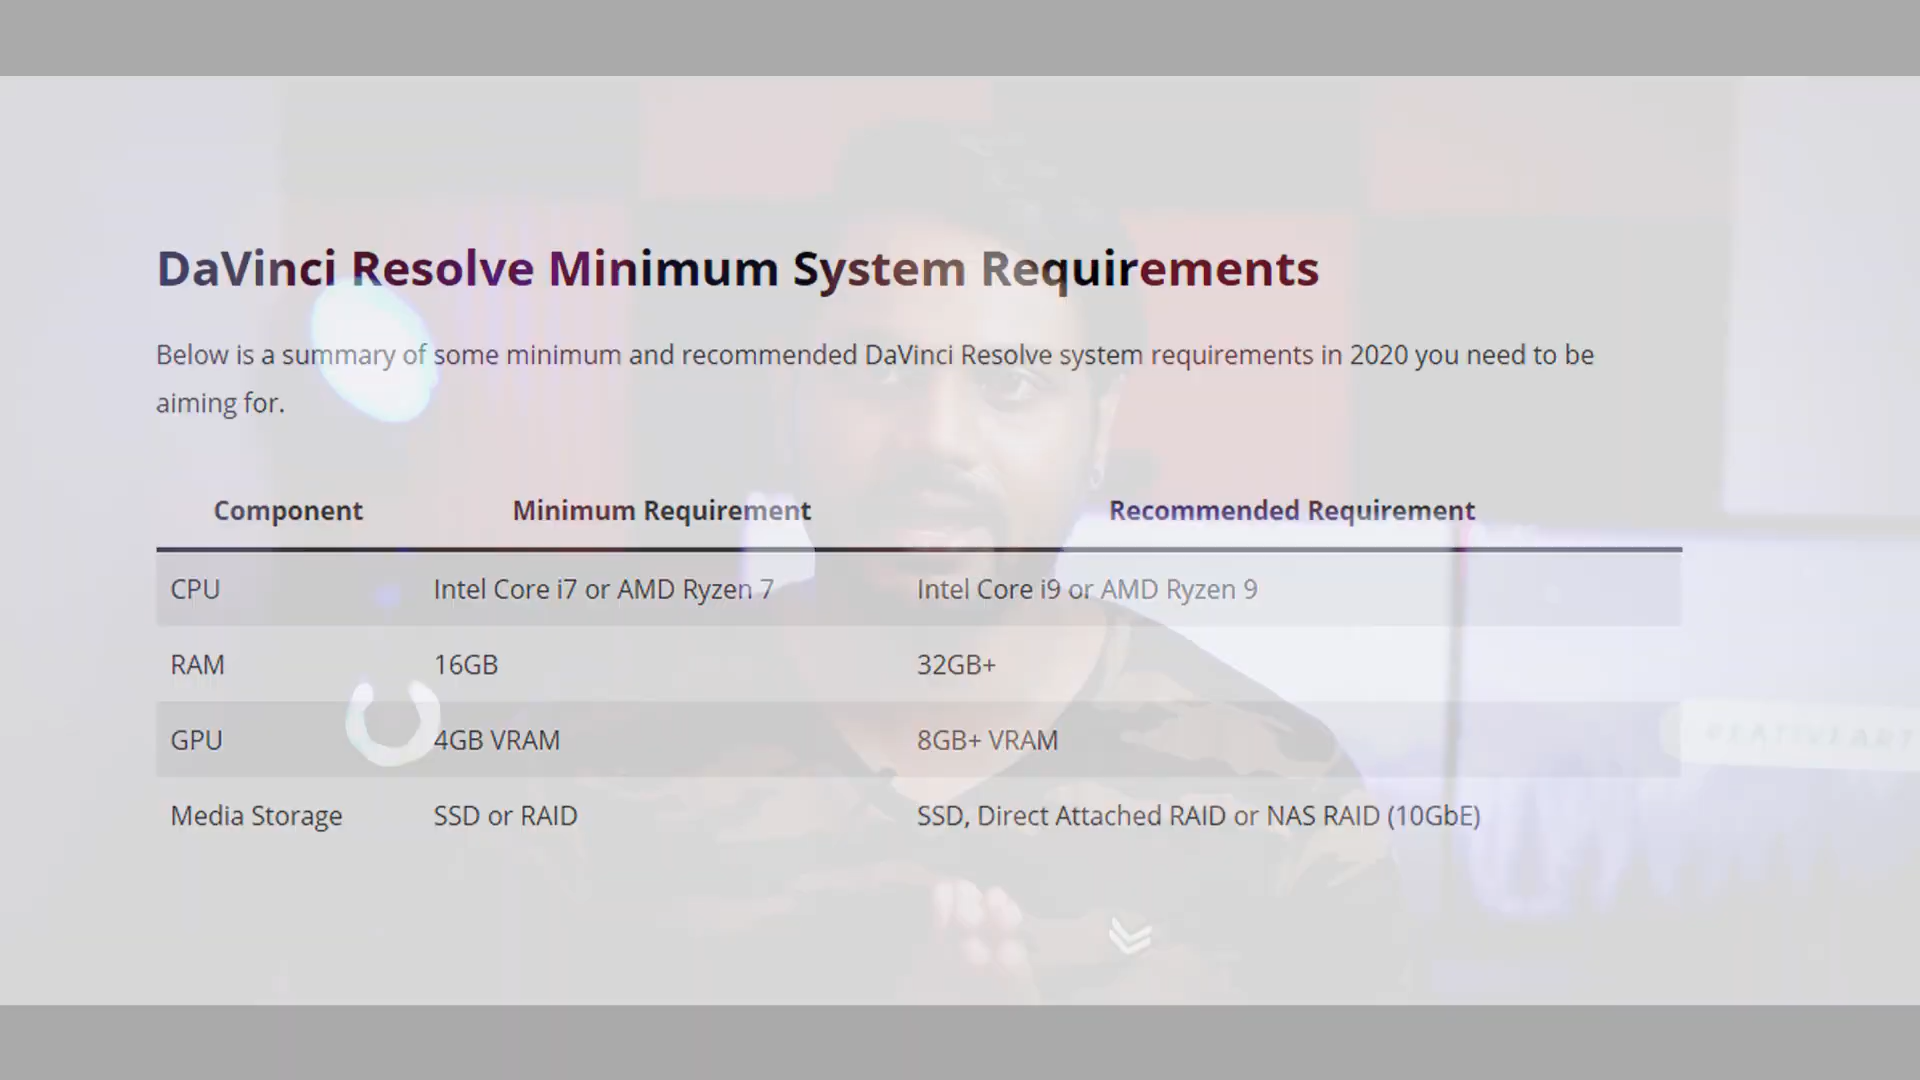 DaVinci Resolve Minimum System Requirements
Below is a summary of some minimum and recommended DaVinci Resolve system requirements in 2020 you need to be
aiming for.
Component Minimum Requirement Recommended Requirement
CPU Intel Core i7 or AMD Ryzen 7 Intel Core i9 or AMD Ryzen 9
RAM 16GB 32GB+
GPU 4GB VRAM 8GB+ VRAM
Media Storage SSD or RAID SSD, Direct Attached RAID or NAS RAID (10GbE)